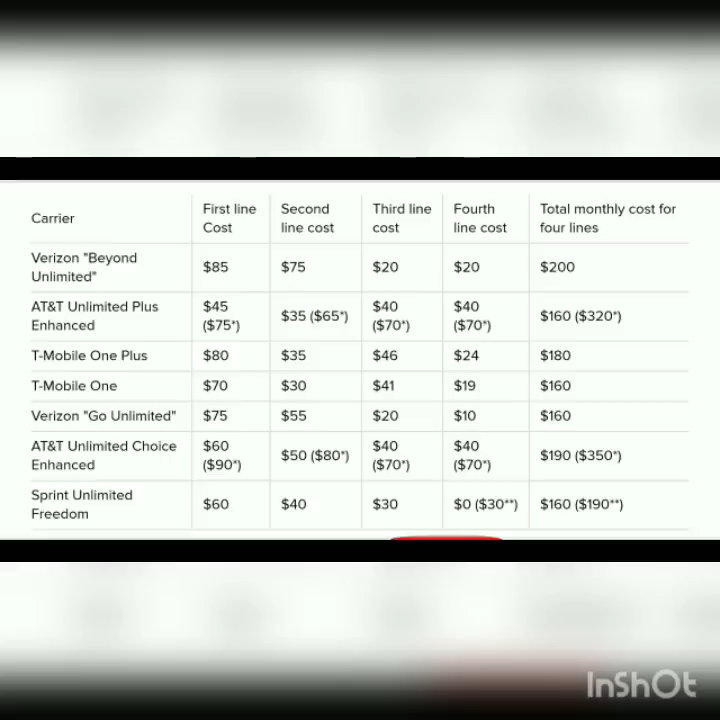 Carrier
First line
Cost
Second
line cost
Third line
cost
Fourth
line cost
Total monthly cost for
four lines
Verizon "Beyond
Unlimited"
$85
$75
$20
$20
$200
AT&T Unlimited Plus
Enhanced
$45
($75*)
$35 ($65*)
$40
($70*)
$40
($70*)
$160 ($320*)
T-Mobile One Plus
$80
$35
$46
$24
$180
T-Mobile One
$70
$30
$41
$19
$160
Verizon "Go Unlimited"
$75
$55
$20
$10
$160
AT&T Unlimited Choice
Enhanced
$60
($90*)
$50 ($80*)
$40
($70*)
$40
($70*)
$190 ($350*)
Sprint Unlimited
Freedom
$60
$40
$30
$0 ($30**)
$160 ($190**)
InShOt